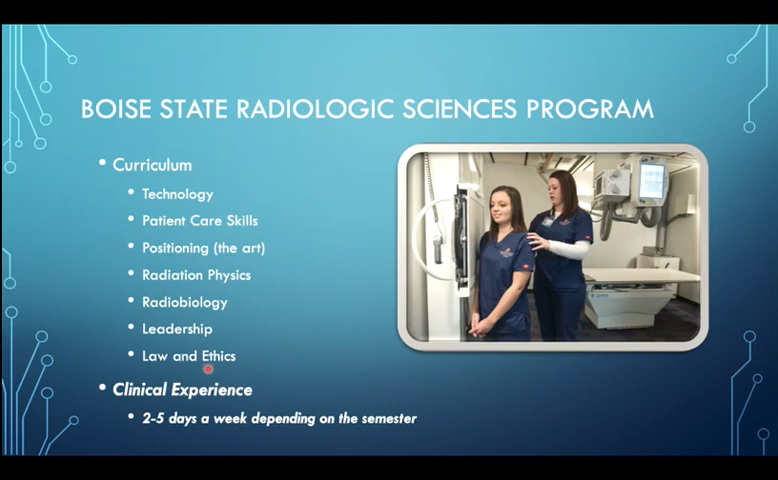 BOISE STATE RADIOLOGIC SCIENCES PROGRAM
• Curriculum
• Technology
• Patient Care Skills
• Positioning (the art)
• Radiation Physics
• Radiobiology
• Leadership
• Law and Ethics
• Clinical Experience
• 2-5 days a week depending on the semester